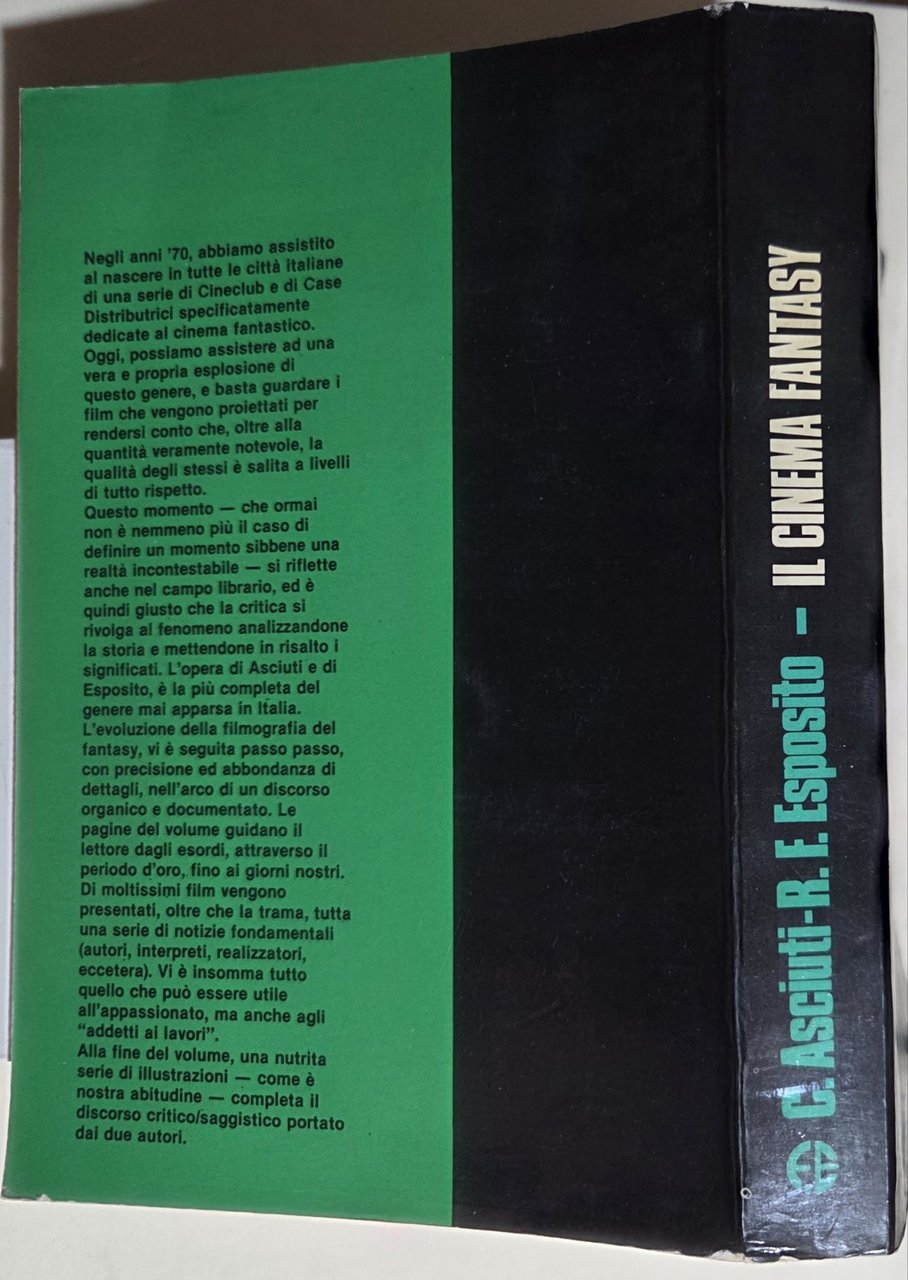 Negli anni '70, abbiamo assistito
al nascere in tutte le città italiane
di una serie di Cineclub e di Case
Distributrici specificatamente
dedicate al cinema fantastico.
Oggi, possiamo assistere ad una
vera e propria esplosione di
questo genere, e basta guardare i
film che vengono proiettati per
rendersi conto che, oltre alla
quantità veramente notevole, la
qualità degli stessi è salita a livelli
di tutto rispetto.
Questo momento — che ormai
non è nemmeno più il caso di
definire un momento sibbene una
realtà incontestabile — si riflette
anche nel campo librario, ed è
quindi giusto che la critica si
rivolga al fenomeno analizzandone
la storia e mettendone in risalto i
significati. L'opera di Asciuti e di
Esposito, è la più completa del
genere mai apparsa in Italia.
L'evoluzione della filmografia del
fantasy, vi è seguita passo passo,
con precisione ed abbondanza di
dettagli, nell'arco di un discorso
organico e documentato. Le
pagine del volume guidano il
lettore dagli esordi, attraverso il
periodo d'oro, fino ai giorni nostri.
Di moltissimi film vengono
presentati, oltre che la trama, tutta
una serie di notizie fondamentali
(autori, interpreti, realizzatori,
eccetera). Vi è insomma tutto
quello che può essere utile
all'appassionato, ma anche agli
"addetti ai lavori".
Alla fine del volume, una nutrita
serie di illustrazioni — come è
nostra abitudine — completa il
discorso critico/saggistico portato
dai due autori.
C. Asciuti-R. F. Esposito – IL CINEMA FANTASY